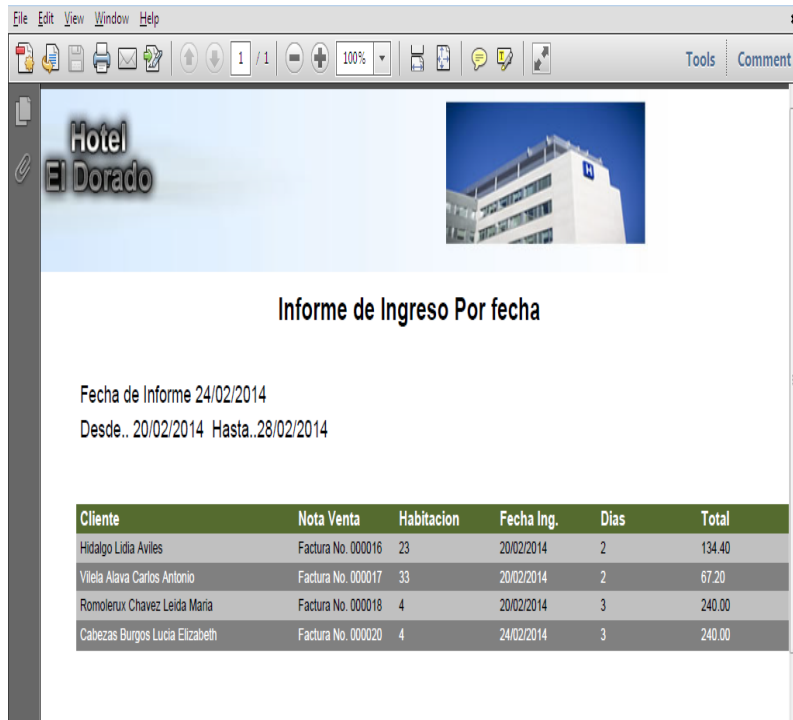 File Edit View Window Help
1 / 1 100% Tools Comment
Hotel
El Dorado
H
Informe de Ingreso Por fecha
Fecha de Informe 24/02/2014
Desde.. 20/02/2014 Hasta..28/02/2014
Cliente Nota Venta Habitacion Fecha Ing. Dias Total
Hidalgo Lidia Aviles Factura No. 000016 23 20/02/2014 2 134.40
Vilela Alava Carlos Antonio Factura No. 000017 33 20/02/2014 2 67.20
Romolerux Chavez Leida Maria Factura No. 000018 4 20/02/2014 3 240.00
Cabezas Burgos Lucia Elizabeth Factura No. 000020 4 24/02/2014 3 240.00